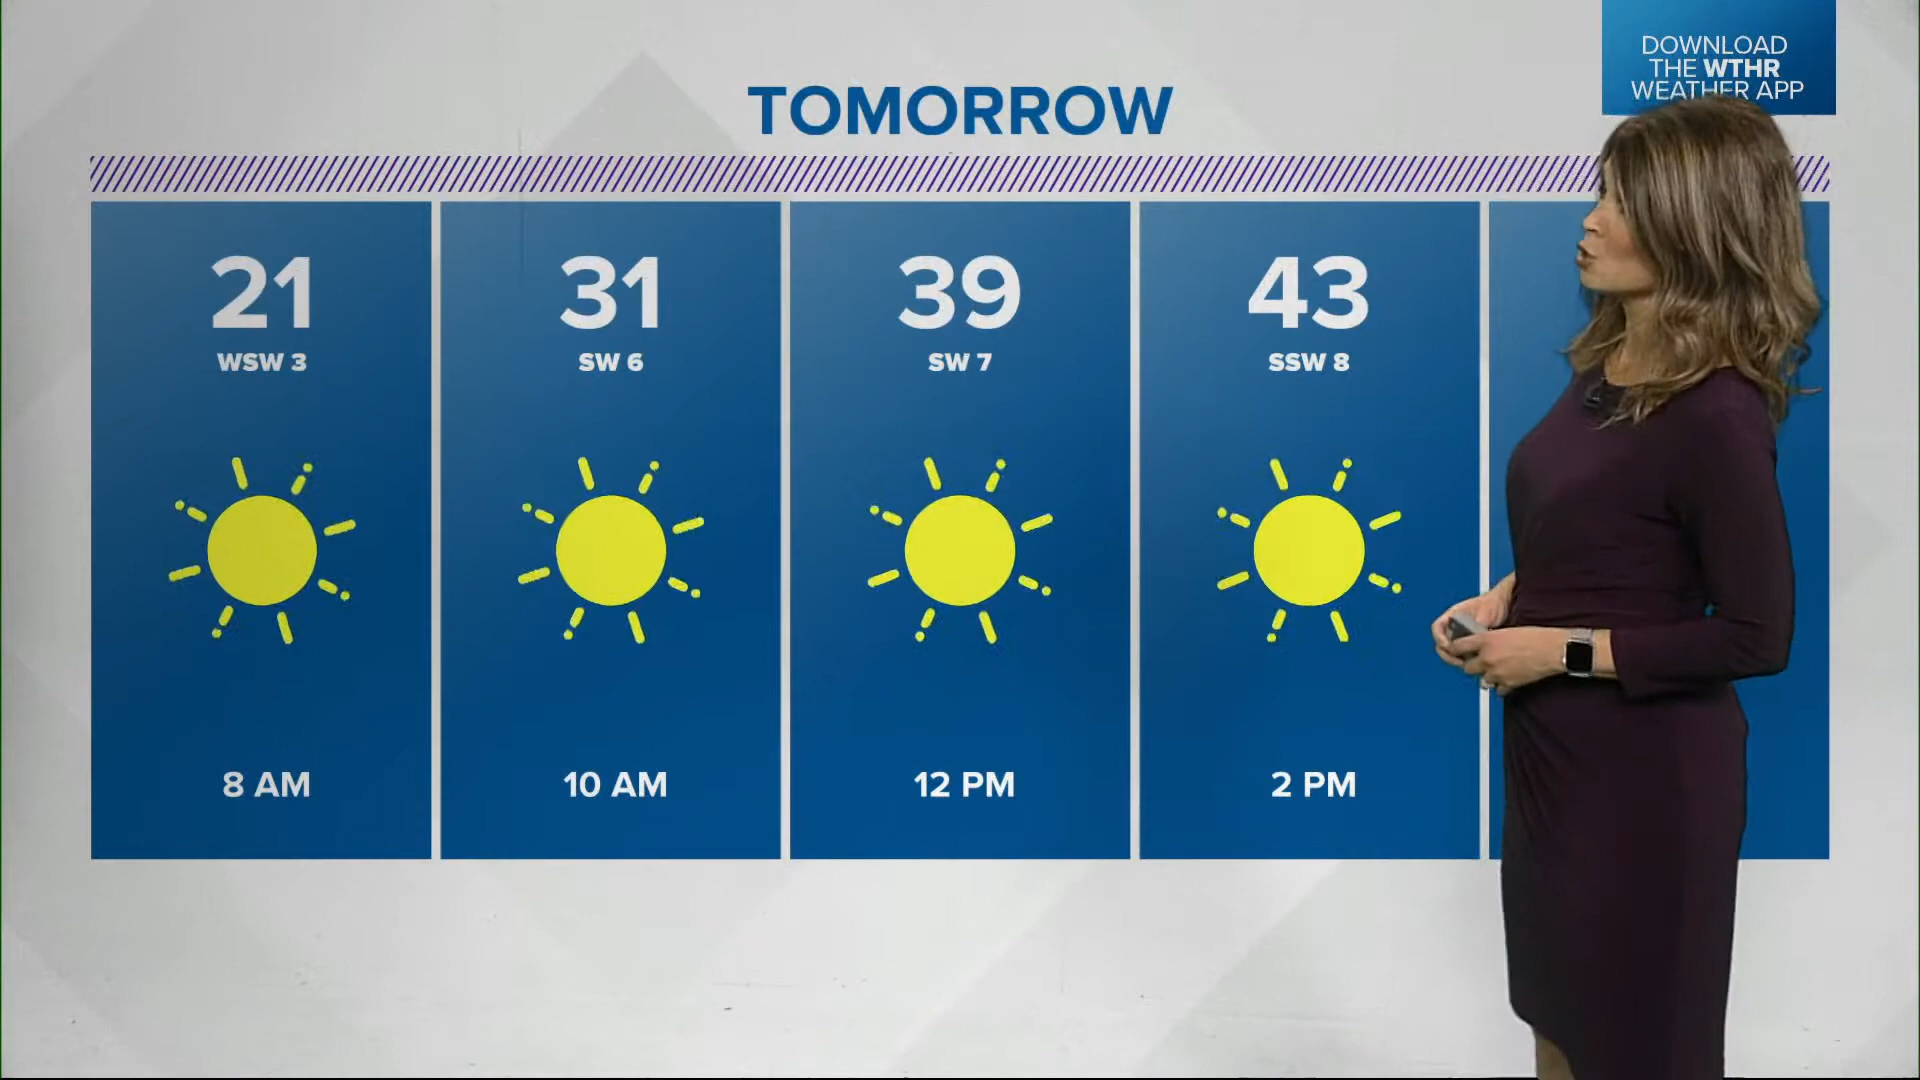 DOWNLOAD
THE WTHR
WEATHER APP
TOMORROW
21
WSW 3
8 AM
31
SW 6
10 AM
39
SW 7
12 PM
43
SSW 8
2 PM